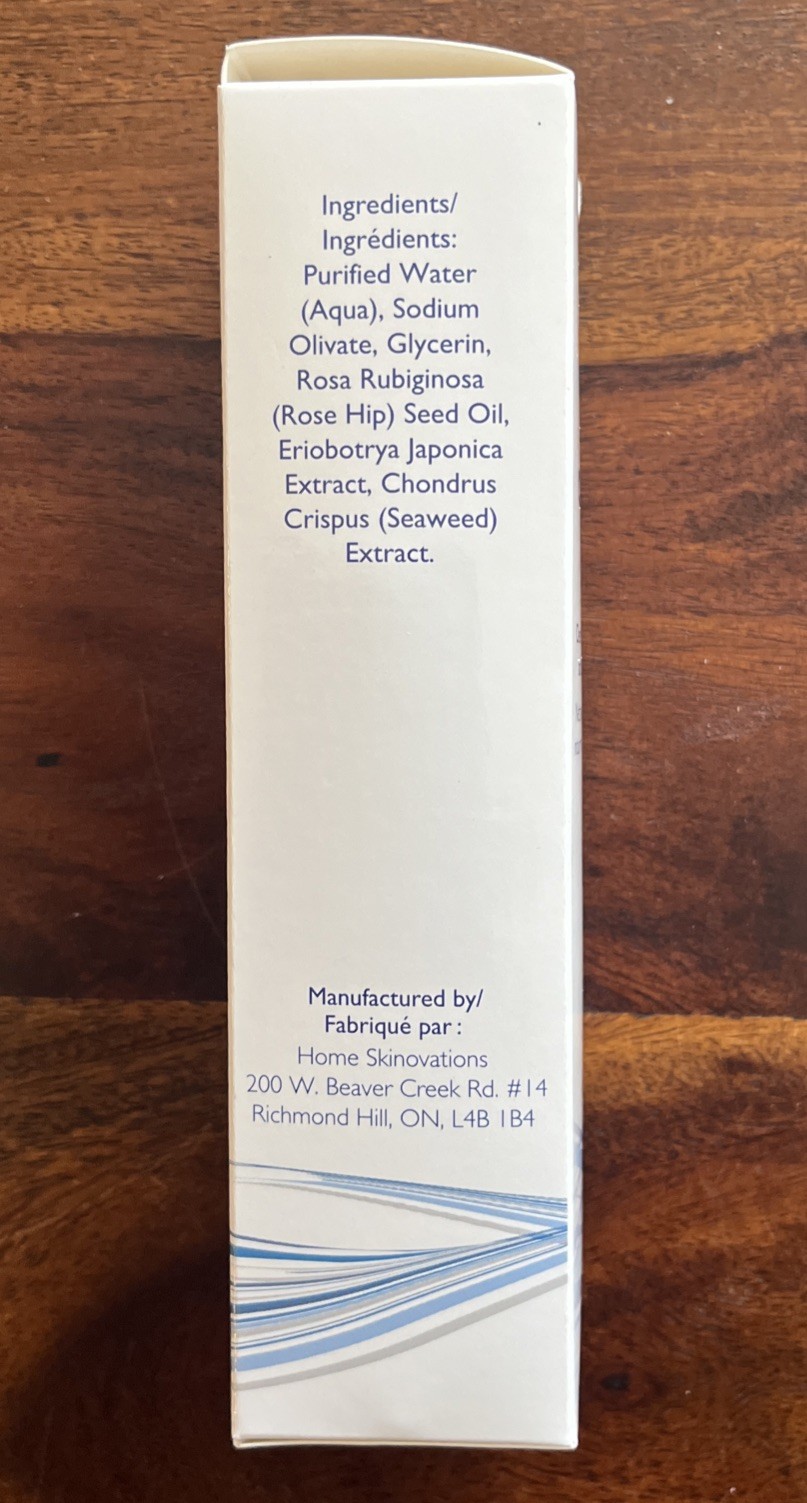 Ingredients/
Ingrédients:
Purified Water
(Aqua), Sodium
Olivate, Glycerin,
Rosa Rubiginosa
(Rose Hip) Seed Oil,
Eriobotrya Japonica
Extract, Chondrus
Crispus (Seaweed)
Extract.
Manufactured by/
Fabriqué par :
Home Skinovations
200 W. Beaver Creek Rd. #14
Richmond Hill, ON, L4B 1B4